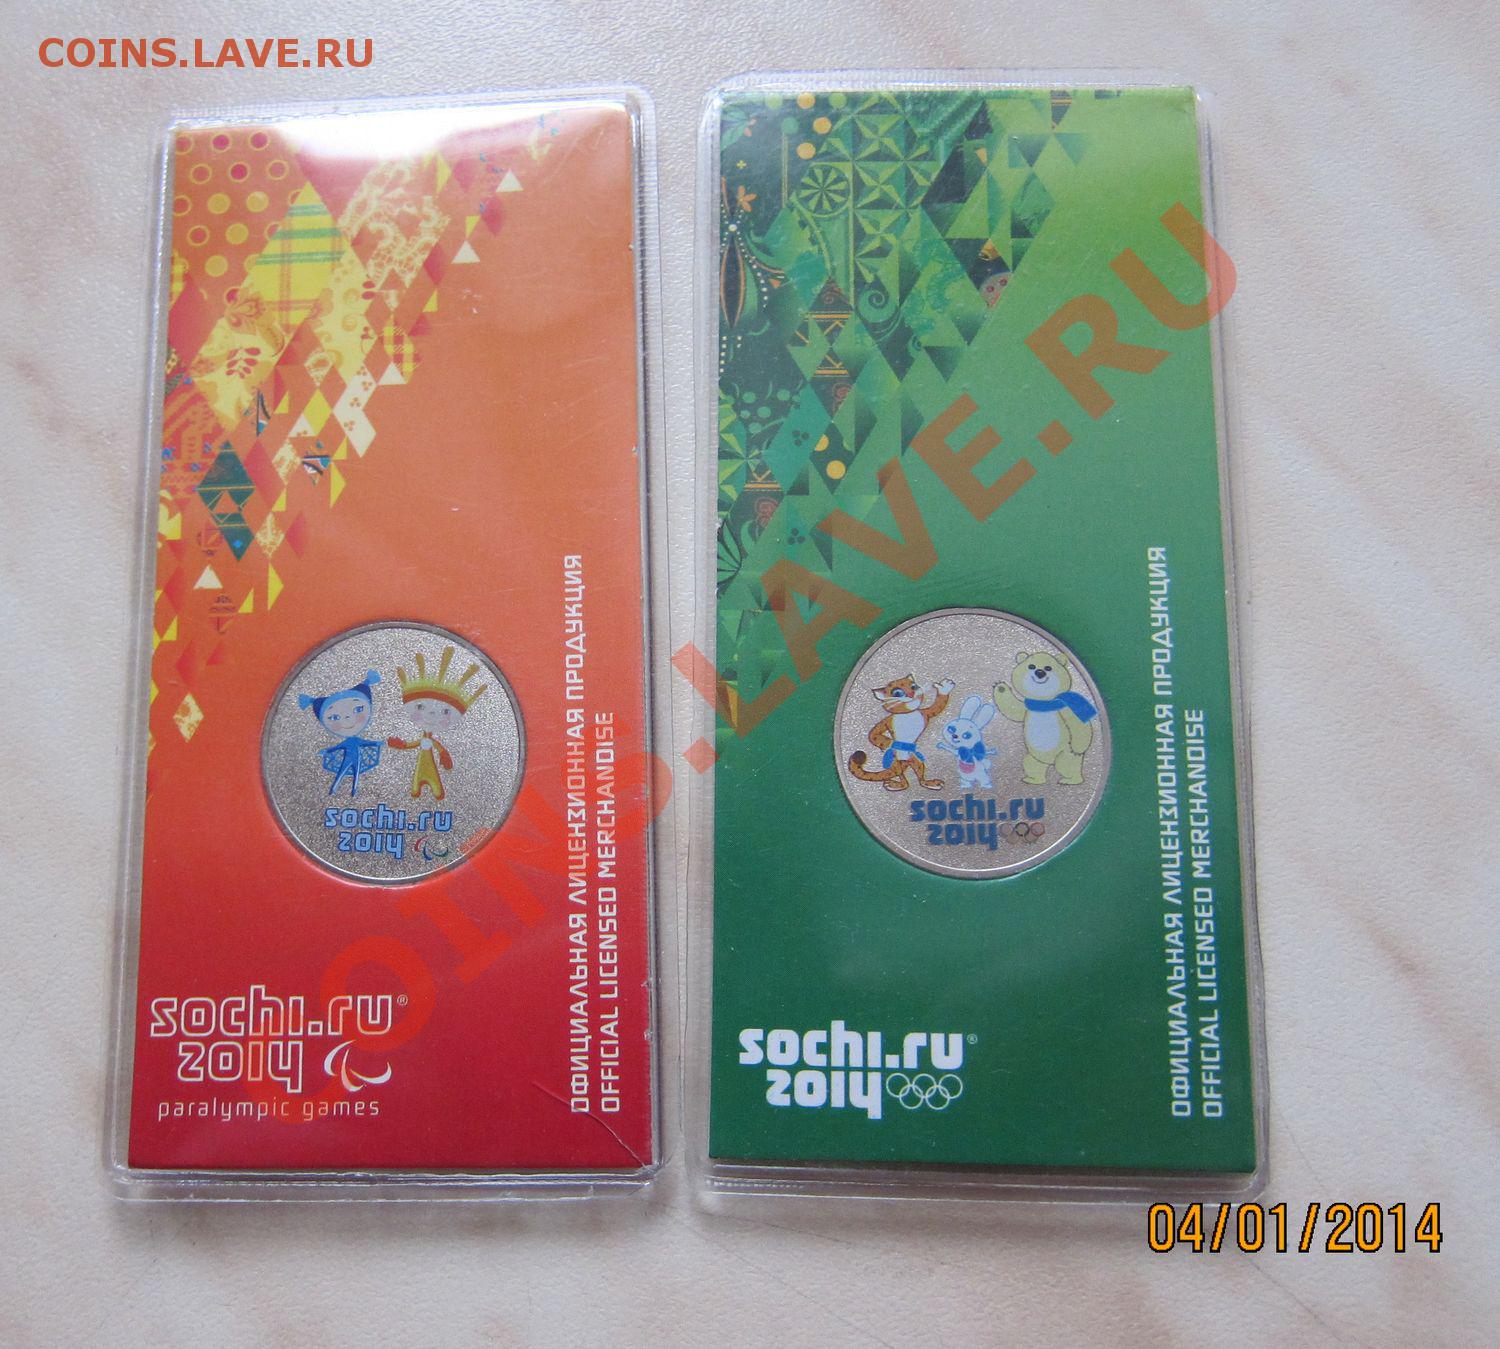 COINS.LAVE.RU
sochi.ru
2014
sochi.ru®
2014
paralympic games
ОФИЦИАЛЬНАЯ ЛИЦЕНЗИОННАЯ ПРОДУКЦИЯ
OFFICIAL LICENSED MERCHANDISE
sochi.ru
2014
sochi.ru®
2014
ОФИЦИАЛЬНАЯ ЛИЦЕНЗИОННАЯ ПРОДУКЦИЯ
OFFICIAL LICENSED MERCHANDISE
COINS.LAVE.RU
04/01/2014